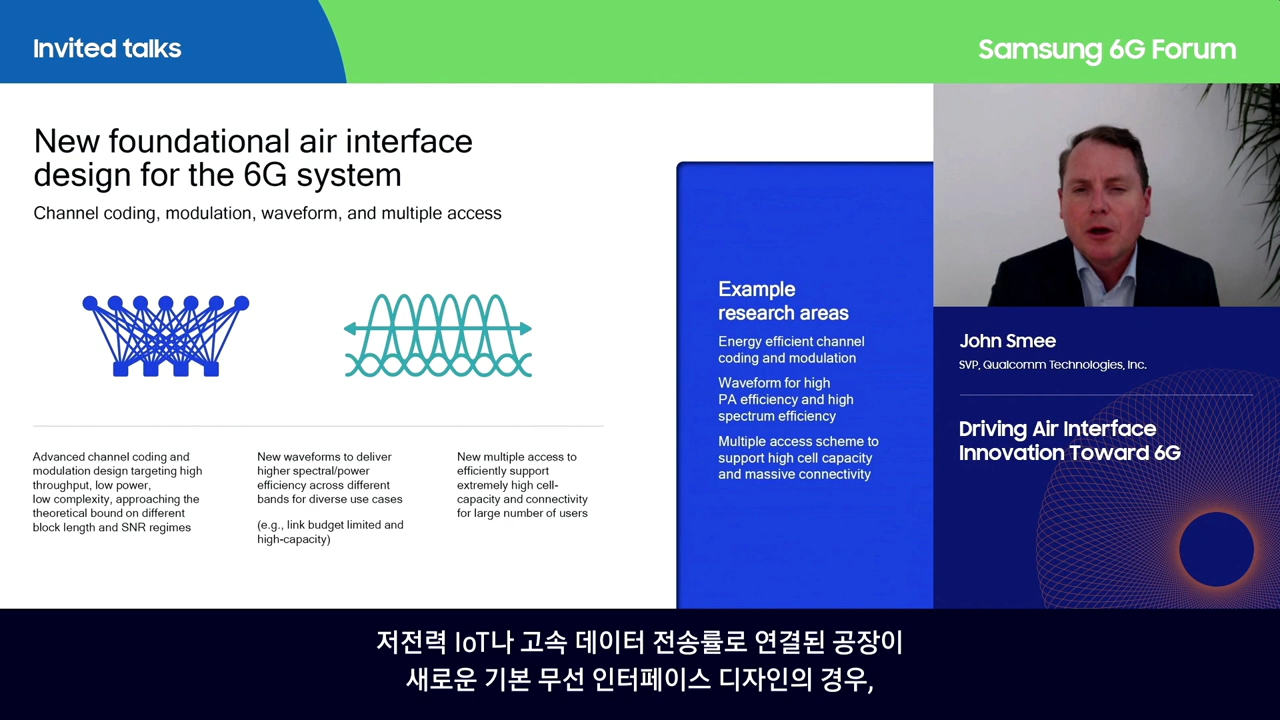 Invited talks
Samsung 6G Forum
New foundational air interface
design for the 6G system
Channel coding, modulation, waveform, and multiple access
Advanced channel coding and
modulation design targeting high
throughput, low power,
low complexity, approaching the
theoretical bound on different
block length and SNR regimes
New waveforms to deliver
higher spectral/power
efficiency across different
bands for diverse use cases
(e.g., link budget limited and
high-capacity)
New multiple access to
efficiently support
extremely high cell-
capacity and connectivity
for large number of users
Example
research areas
Energy efficient channel
coding and modulation
Waveform for high
PA efficiency and high
spectrum efficiency
Multiple access scheme to
support high cell capacity
and massive connectivity
John Smee
SVP, Qualcomm Technologies, Inc.
Driving Air Interface
Innovation Toward 6G
저전력 IoT나 고속 데이터 전송률로 연결된 공장이
새로운 기본 무선 인터페이스 디자인의 경우,